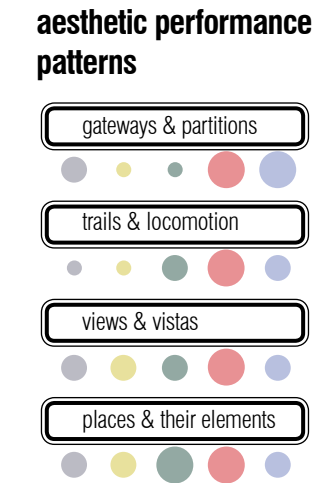 aesthetic performance
patterns
gateways & partitions
trails & locomotion
views & vistas
places & their elements